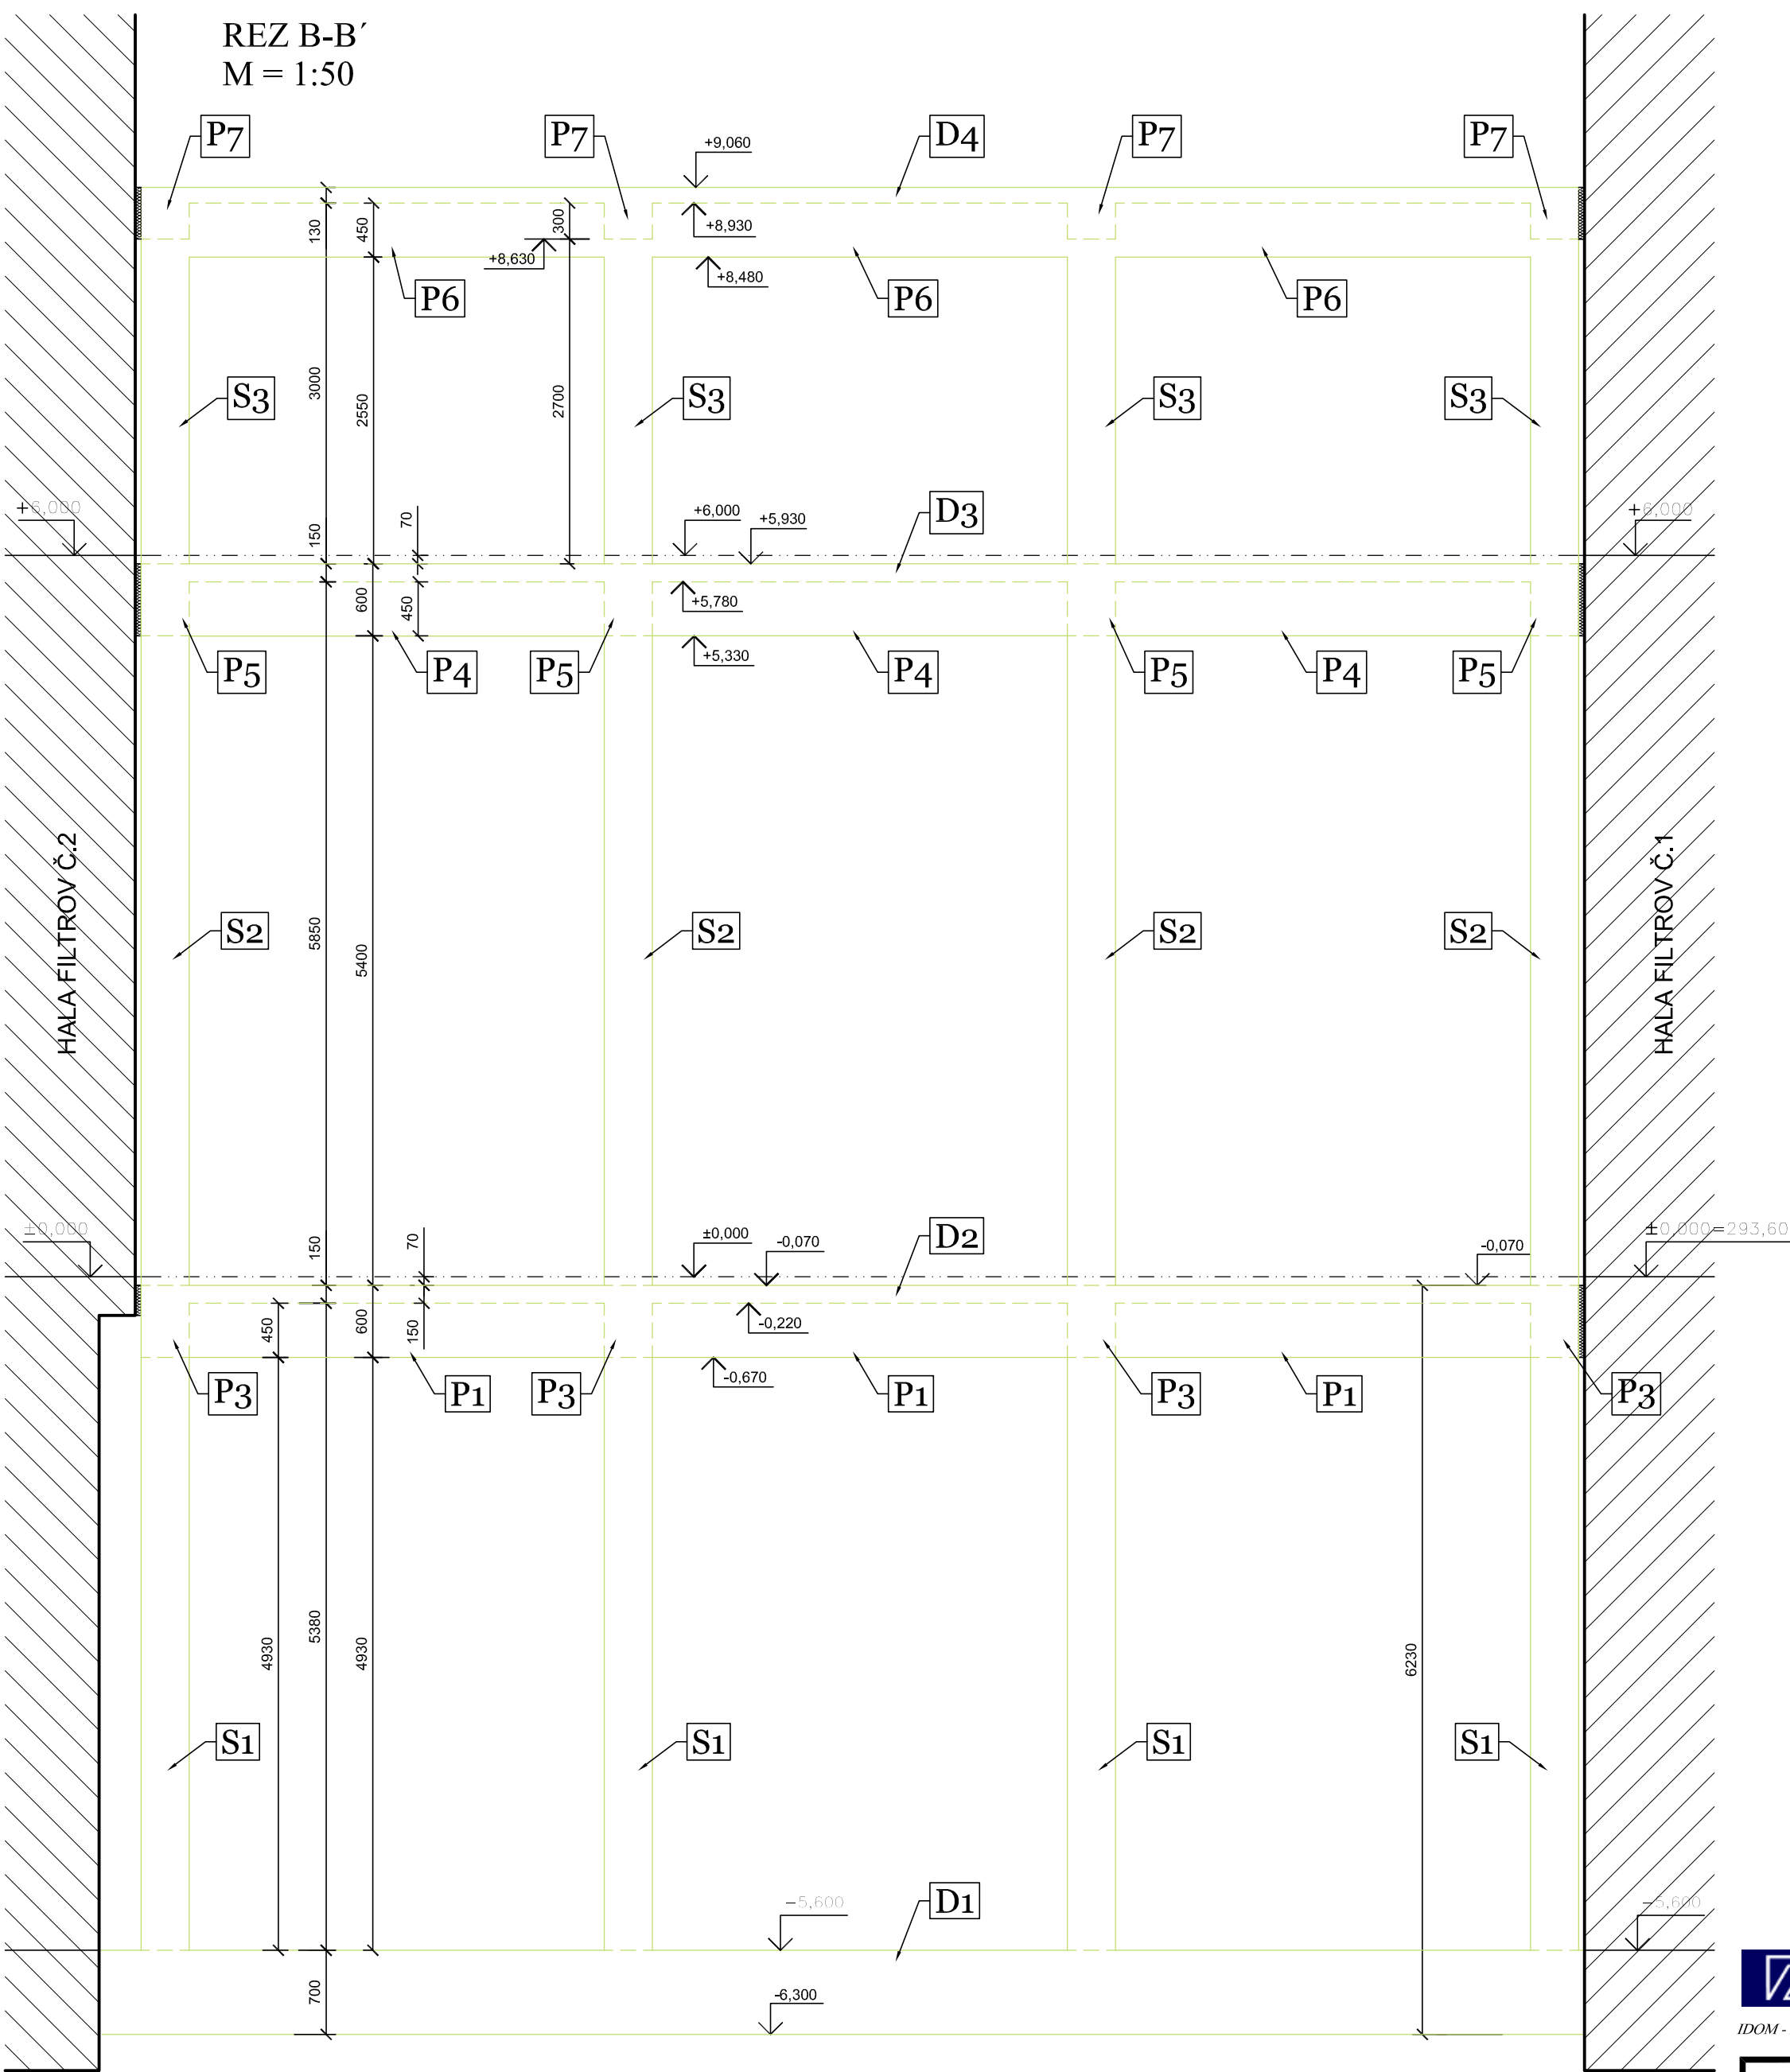 REZ B-B´
M = 1:50
P7
P7
D4
P7
P7
+9,060
130
450
300
+8,930
+8,630
+8,480
P6
P6
P6
3000
2550
2700
S3
S3
S3
S3
+6,000
+6,000
150
70
+6,000
+5,930
D3
600
450
+5,780
+5,330
P5
P4
P5
P4
P5
P4
P5
HALA FILTROV Č.2
HALA FILTROV Č.1
5850
5400
S2
S2
S2
S2
±0,000
±0,000=293,60
150
70
±0,000
-0,070
D2
-0,070
450
600
150
-0,220
-0,670
P3
P1
P3
P1
P3
P1
P3
4930
5380
4930
6230
S1
S1
S1
S1
-5,600
D1
-5,600
700
-6,300
IDOM -